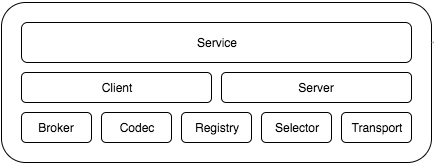 Service
Client Server
Broker Codec Registry Selector Transport